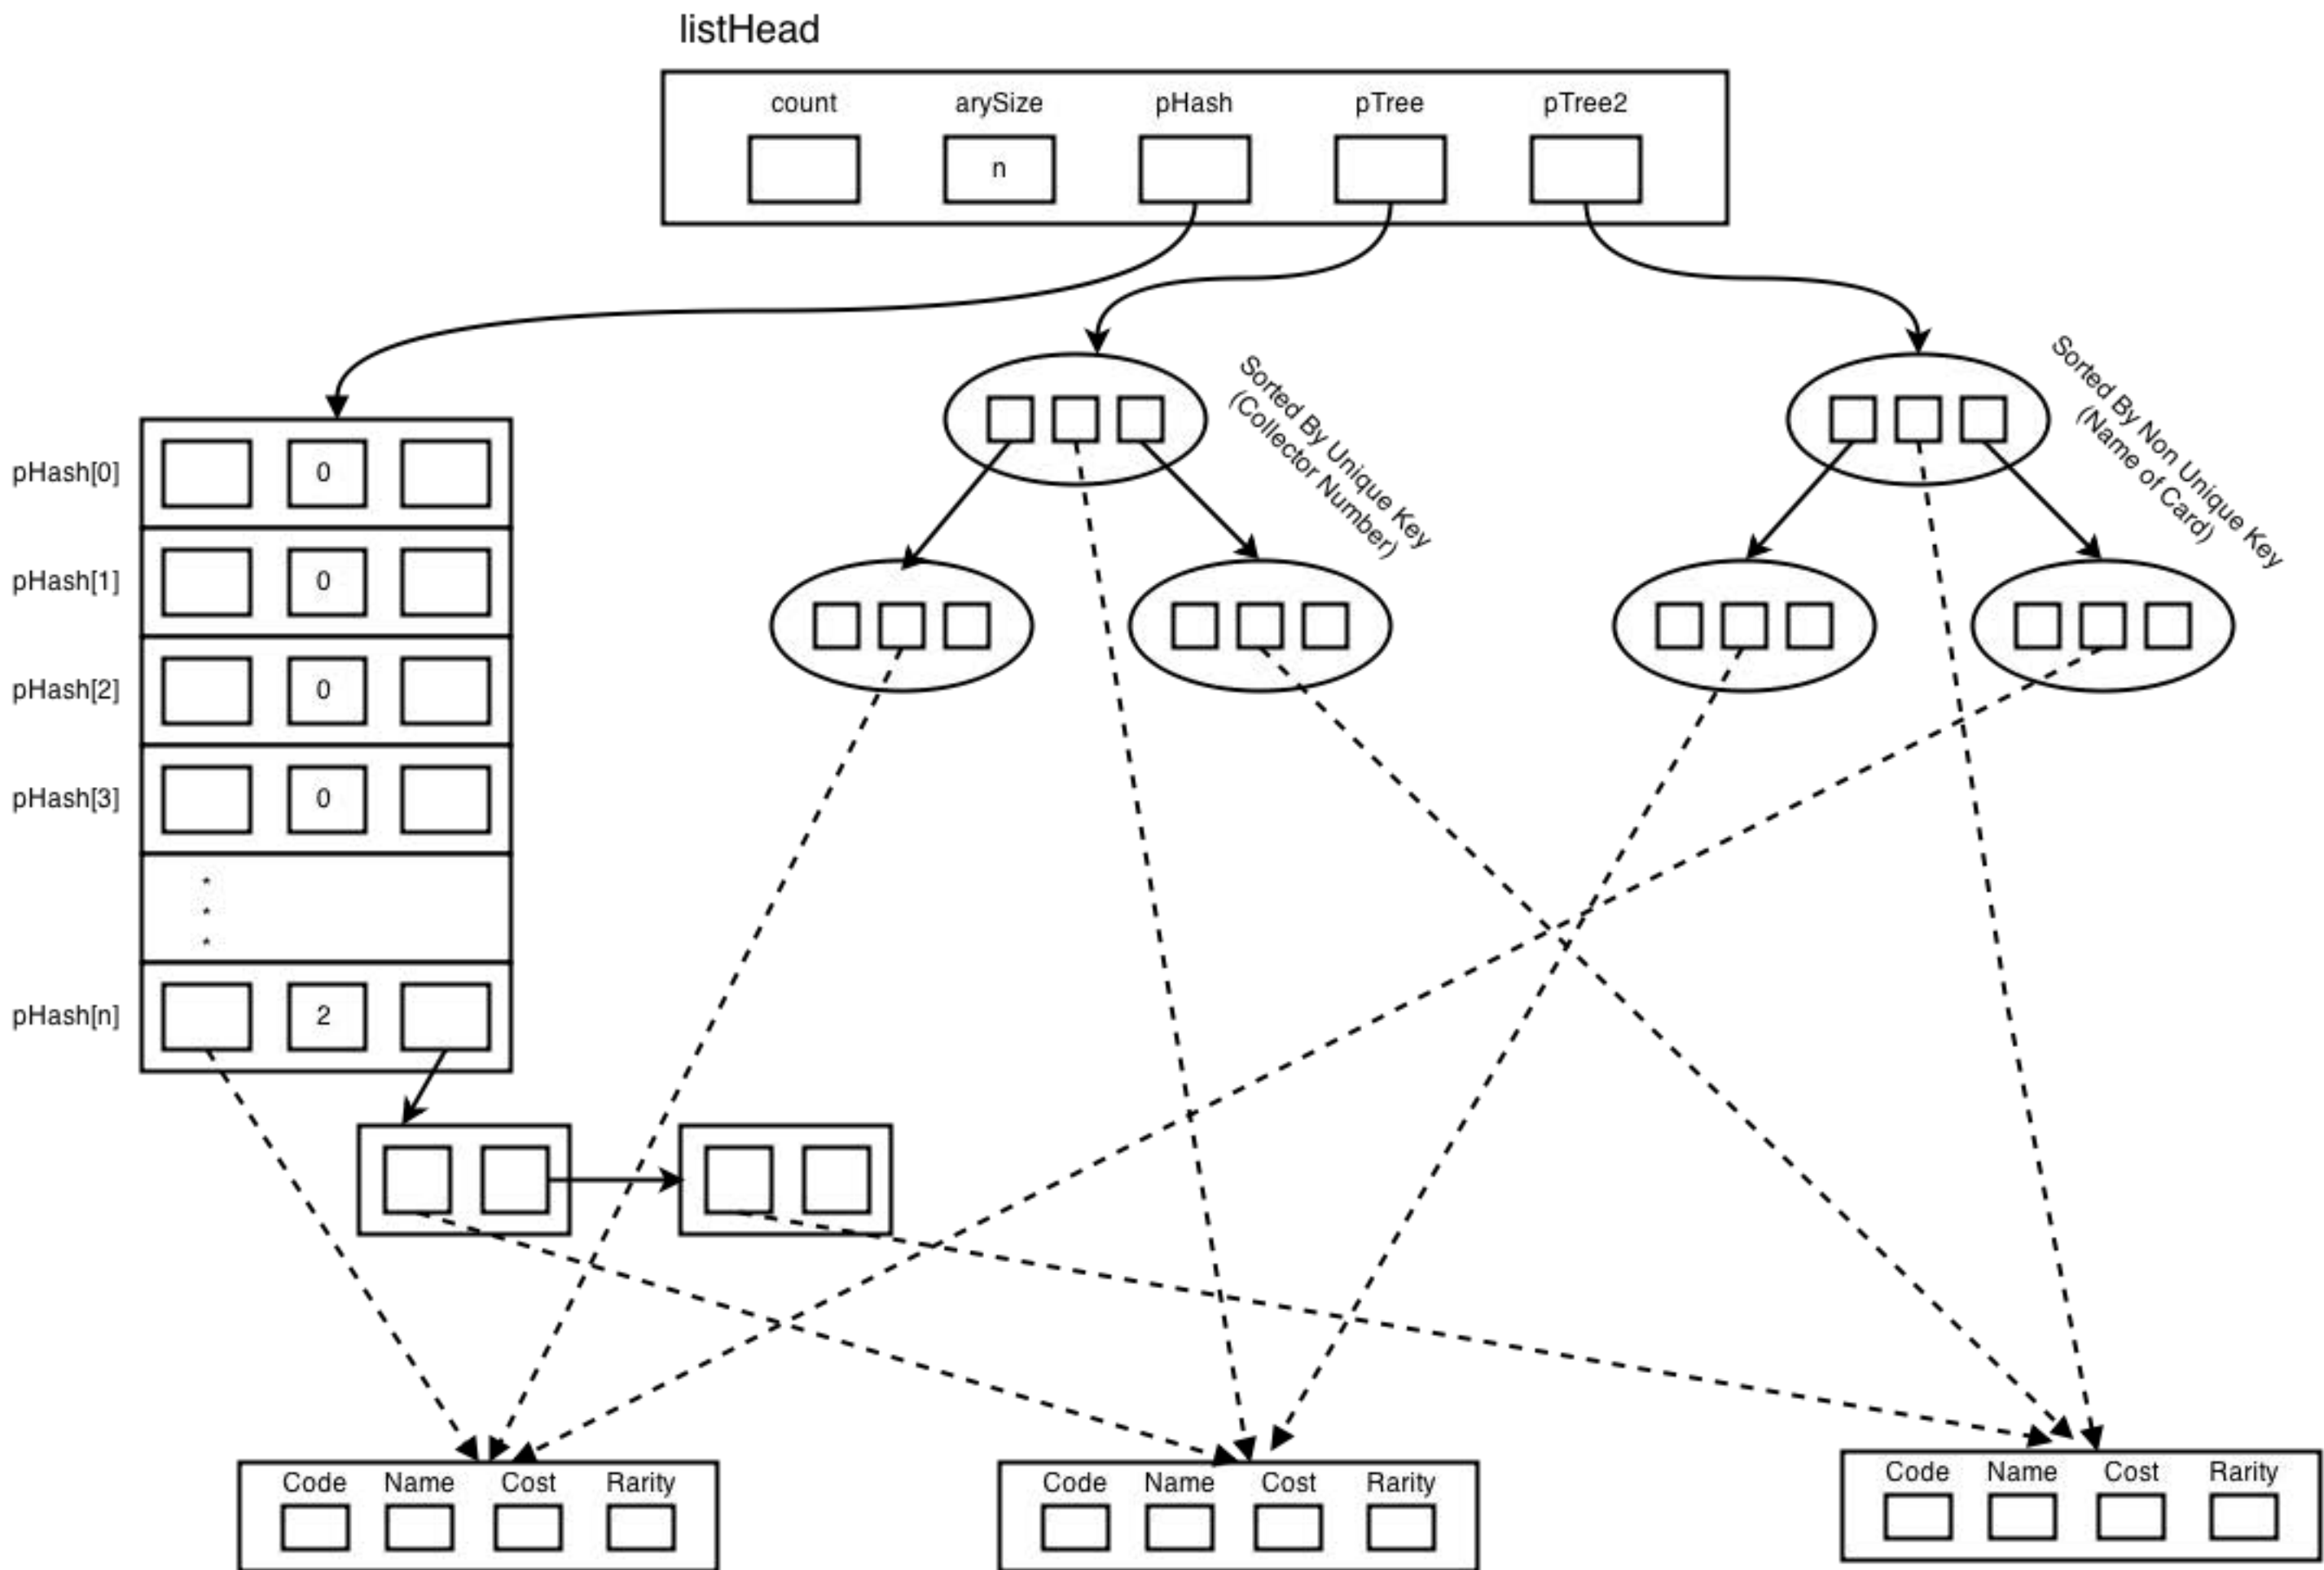 listHead
count arySize pHash pTree pTree2
n
Sorted By Unique Key
(Collector Number)
Sorted By Non Unique Key
(Name of Card)
pHash[0] 0
pHash[1] 0
pHash[2] 0
pHash[3] 0
*
*
*
pHash[n] 2
Code Name Cost Rarity
Code Name Cost Rarity
Code Name Cost Rarity